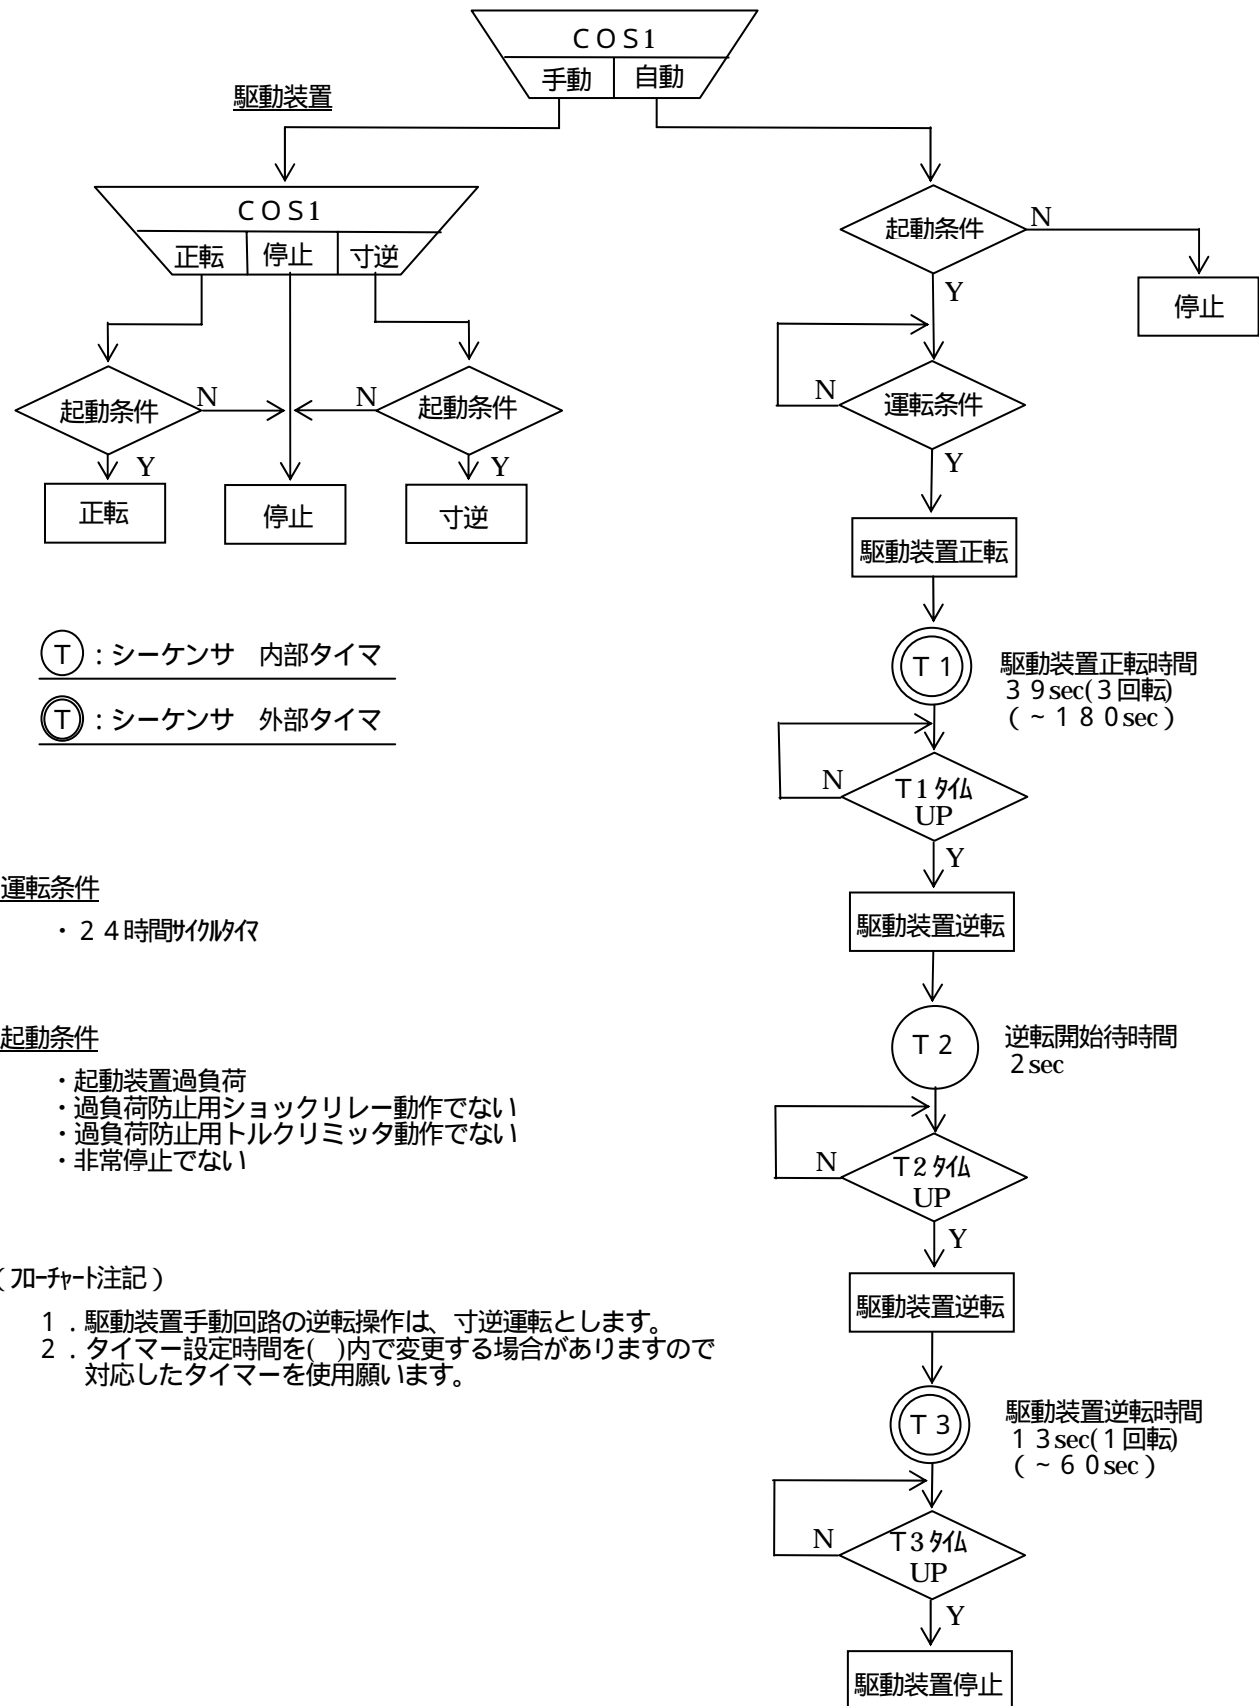 ＣＯＳ1
手動 自動
駆動装置
ＣＯＳ1
正転 停止 寸逆
起動条件
N
Y
停止
起動条件
N
N
起動条件
Y
Y
正転
停止
寸逆
N
運転条件
Y
駆動装置正転
Ｔ：シーケンサ　内部タイマ
Ｔ：シーケンサ　外部タイマ
Ｔ１
駆動装置正転時間
３９sec(３回転)
（～１８０sec）
N
Ｔ1ﾀｲﾑ
UP
Y
駆動装置逆転
運転条件
・２４時間ｻｲｸﾙﾀｲﾏ
Ｔ２
逆転開始待時間
２sec
起動条件
・起動装置過負荷
・過負荷防止用ショックリレー動作でない
・過負荷防止用トルクリミッタ動作でない
・非常停止でない
N
Ｔ2ﾀｲﾑ
UP
Y
駆動装置逆転
（ﾌﾛｰﾁｬｰﾄ注記）
１．駆動装置手動回路の逆転操作は、寸逆運転とします。
２．タイマー設定時間を(　)内で変更する場合がありますので
対応したタイマーを使用願います。
Ｔ３
駆動装置逆転時間
１３sec(１回転)
（～６０sec）
N
Ｔ3ﾀｲﾑ
UP
Y
駆動装置停止